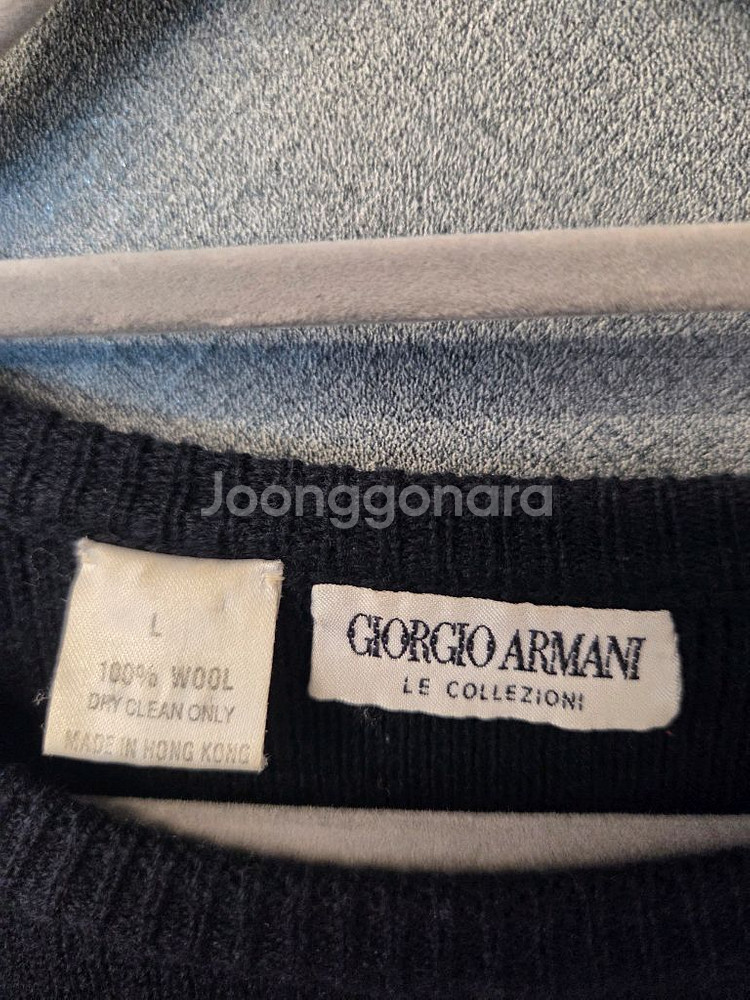 Joonggonara
L
100% WOOL
DRY CLEAN ONLY
MADE IN HONG KONG
GIORGIO ARMANI
LE COLLEZIONI